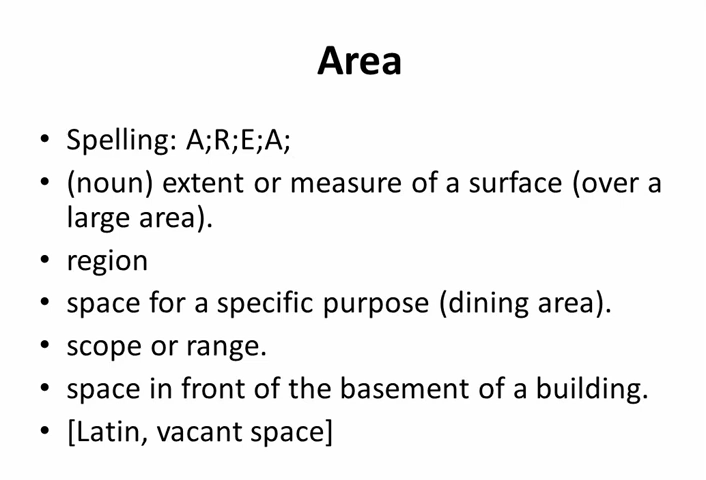 Area
• Spelling: A;R;E;A;
• (noun) extent or measure of a surface (over a
large area).
• region
• space for a specific purpose (dining area).
• scope or range.
• space in front of the basement of a building.
• [Latin, vacant space]